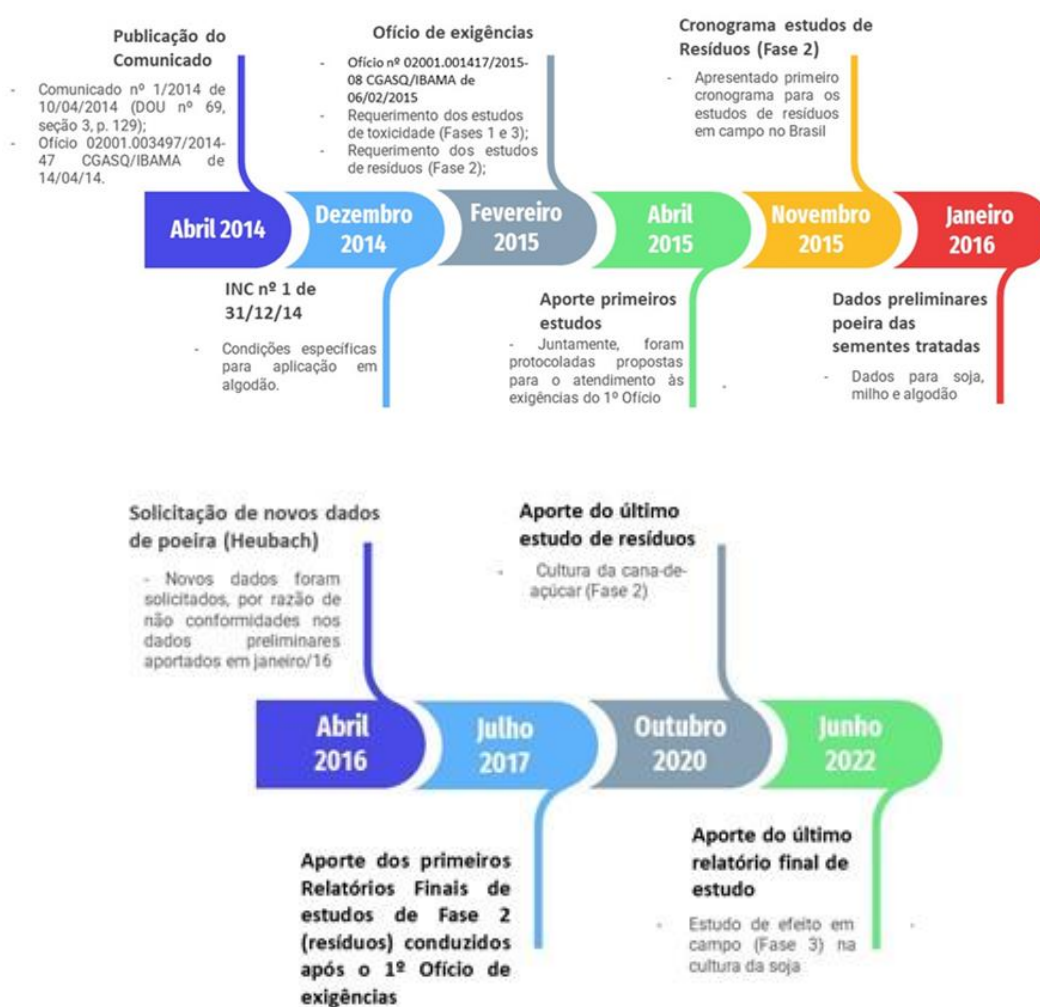 Publicação do
Comunicado
- Comunicado nº 1/2014 de
10/04/2014 (DOU nº 69,
seção 3, p. 129);
- Ofício 02001.003497/2014-
47 CGASQ/IBAMA de
14/04/14.
Ofício de exigências
- Ofício nº 02001.001417/2015-
08 CGASQ/IBAMA de
06/02/2015
- Requerimento dos estudos
de toxicidade (Fases 1 e 3);
- Requerimento dos estudos
de resíduos (Fase 2);
Cronograma estudos de
Resíduos (Fase 2)
- Apresentado primeiro
cronograma para os
estudos de resíduos
em campo no Brasil
Abril 2014
Dezembro
2014
Fevereiro
2015
Abril
2015
Novembro
2015
Janeiro
2016
INC nº 1 de
31/12/14
- Condições específicas
para aplicação em
algodão.
Aporte primeiros
estudos
- Juntamente, foram
protocoladas propostas
para o atendimento às
exigências do 1º Ofício
-
Dados preliminares
poeira das
sementes tratadas
- Dados para soja,
milho e algodão
Solicitação de novos dados
de poeira (Heubach)
- Novos dados foram
solicitados, por razão de
não conformidades nos
dados preliminares
aportados em janeiro/16
Aporte do último
estudo de resíduos
- Cultura da cana-de-
açúcar (Fase 2)
Abril
2016
Julho
2017
Outubro
2020
Junho
2022
Aporte dos primeiros
Relatórios Finais de
estudos de Fase 2
(resíduos) conduzidos
após o 1º Ofício de
exigências
Aporte do último
relatório final de
estudo
- Estudo de efeito em
campo (Fase 3) na
cultura da soja
-